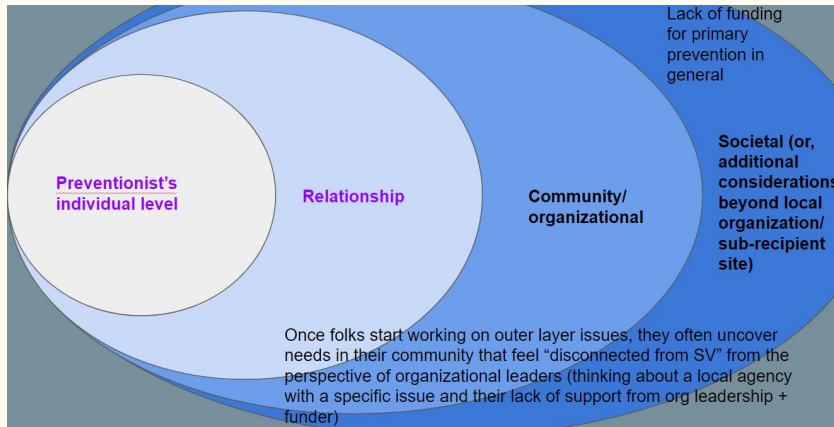 Lack of funding
for primary
prevention in
general
Preventionist's
individual level
Relationship
Community/
organizational
Societal (or,
additional
considerations
beyond local
organization/
sub-recipient
site)
Once folks start working on outer layer issues, they often uncover
needs in their community that feel “disconnected from SV” from the
perspective of organizational leaders (thinking about a local agency
with a specific issue and their lack of support from org leadership +
funder)